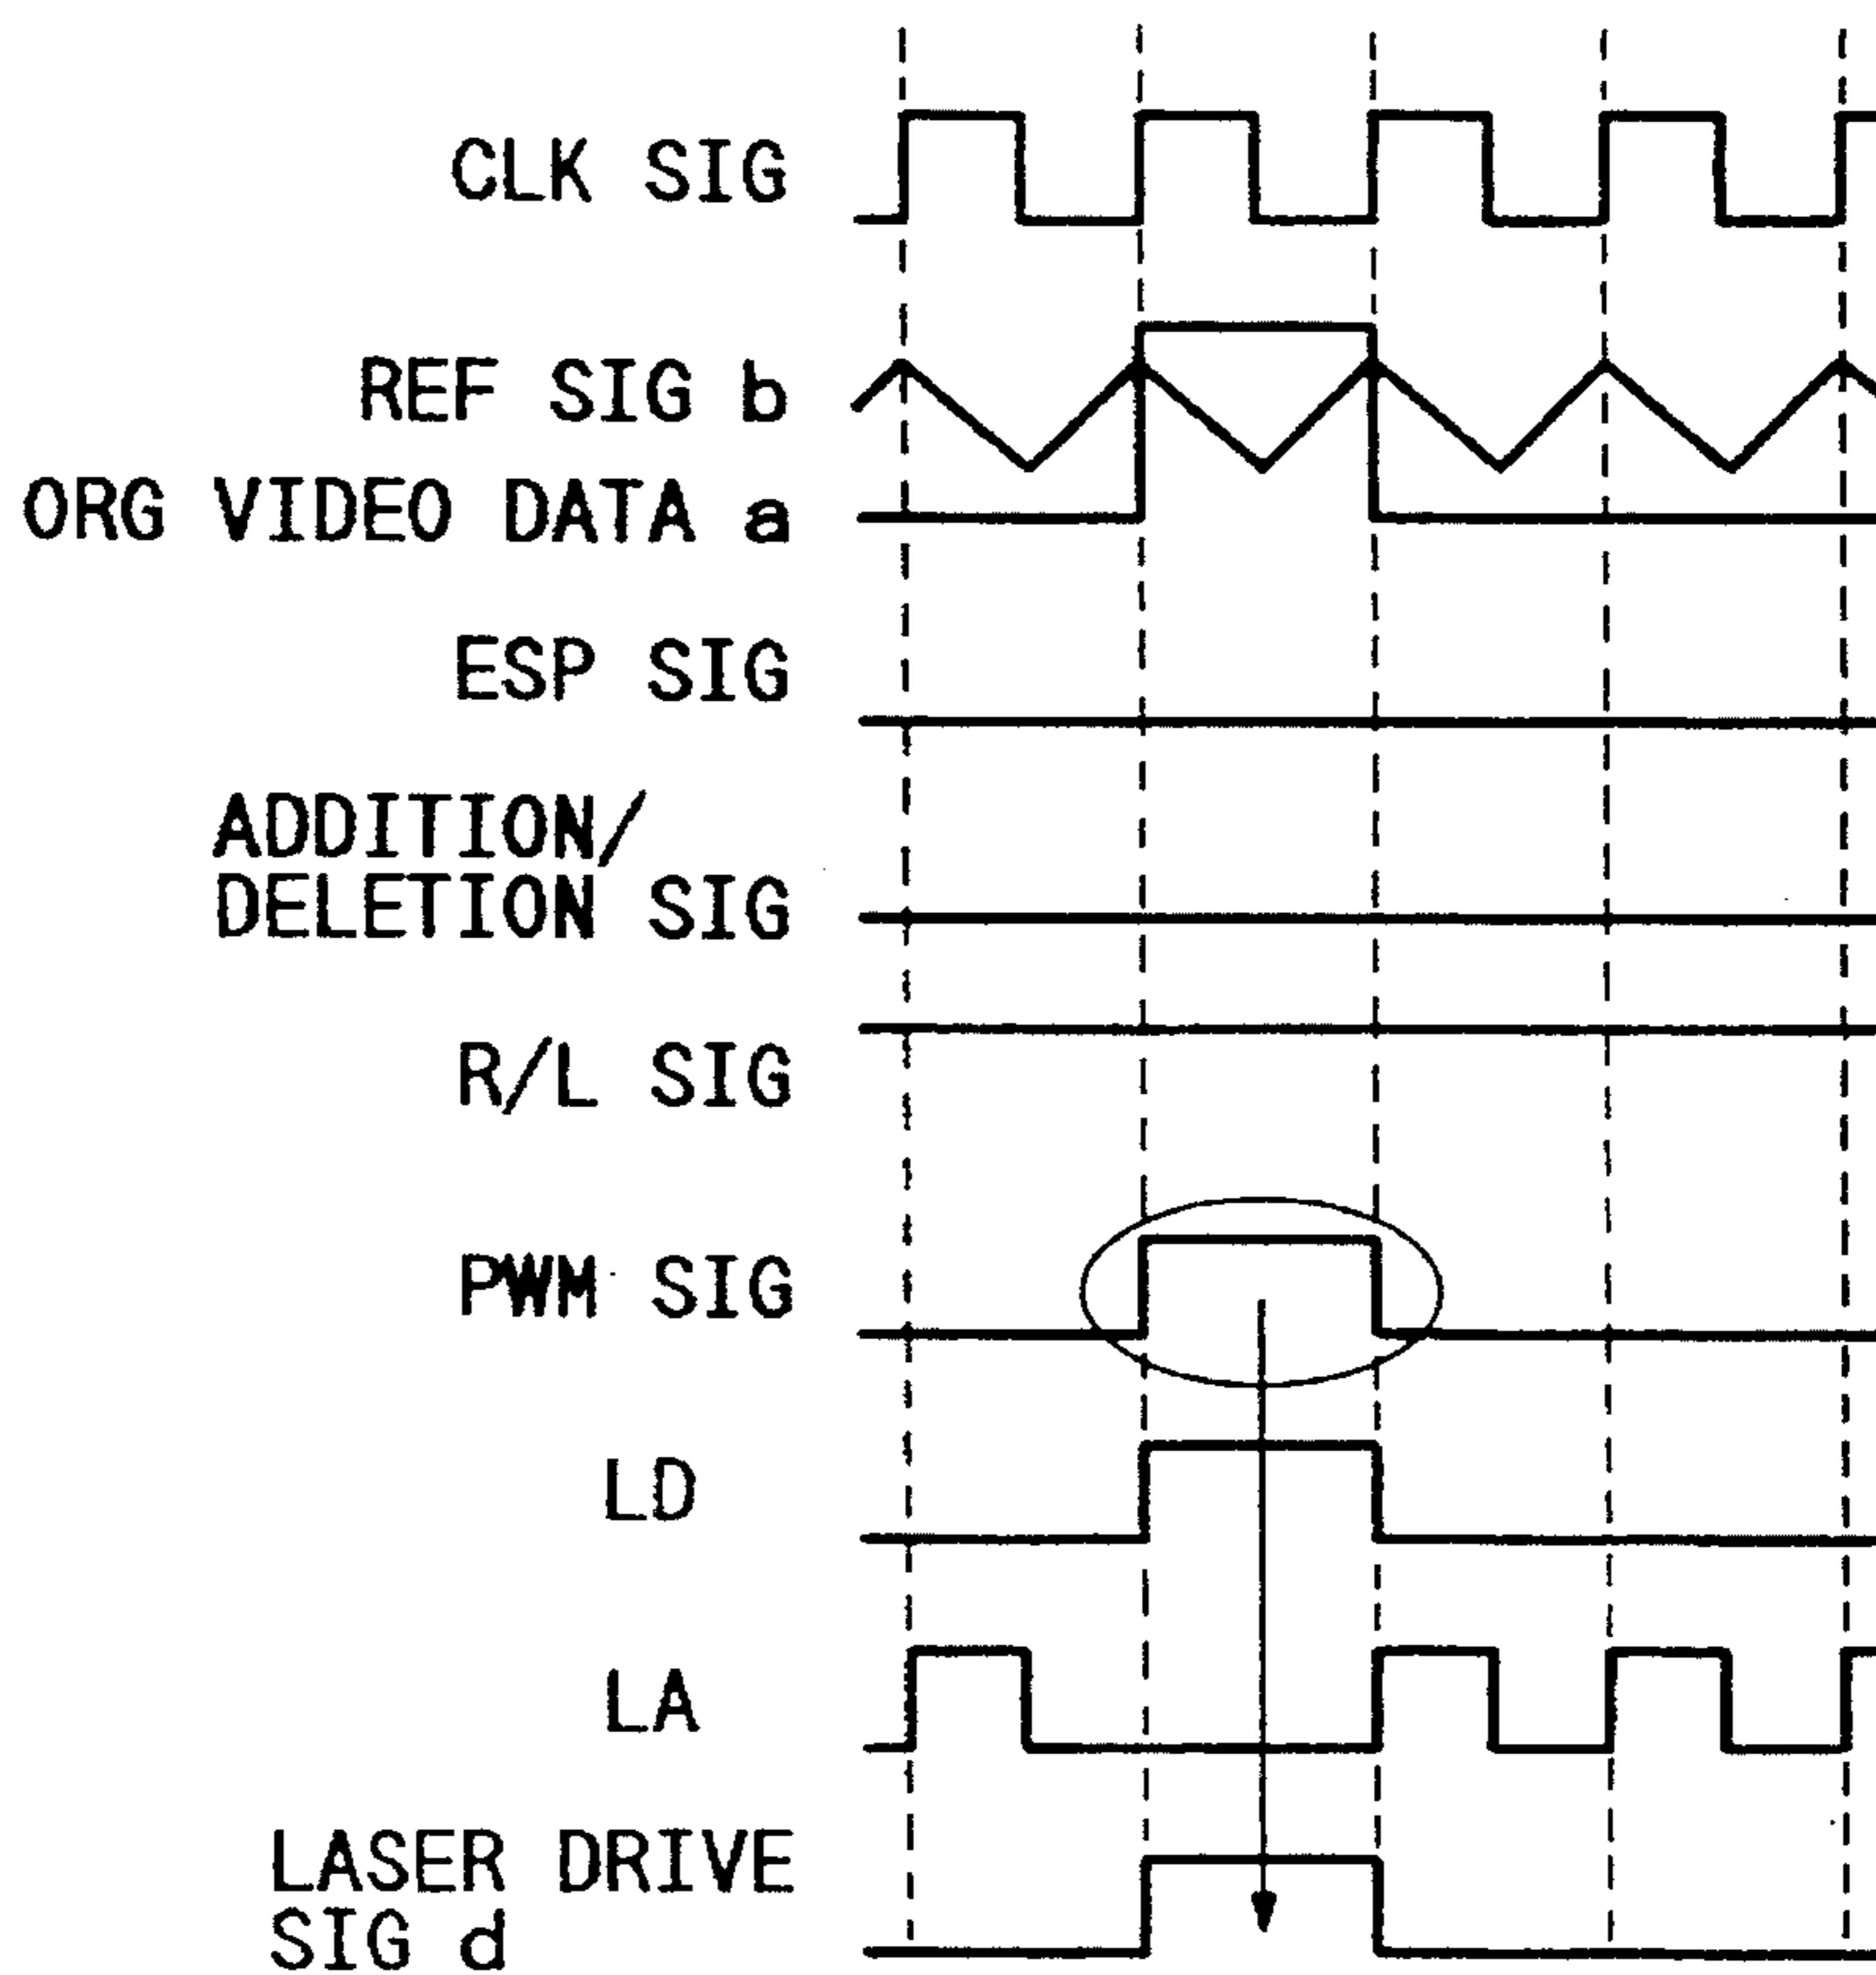 CLK SIG
REF SIG b
ORG VIDEO DATA a
ESP SIG
ADDITION/
DELETION SIG
R/L SIG
PWM SIG
LD
LA
LASER DRIVE
SIG d